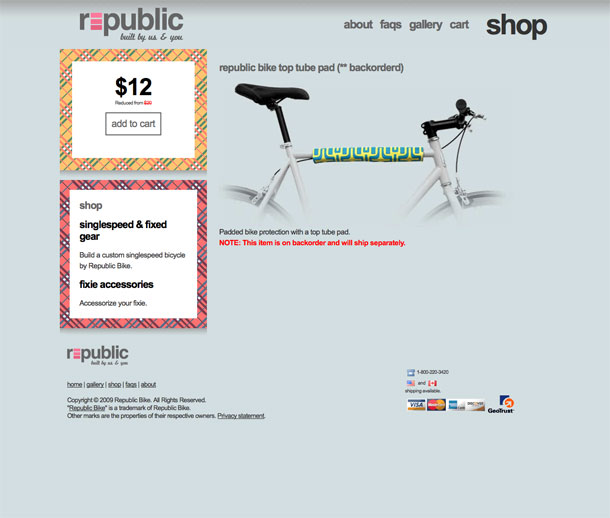 republic
built by us & you
about faqs gallery cart shop
$12
Reduced from $20
add to cart
republic bike top tube pad (** backorderd)
Padded bike protection with a top tube pad.
NOTE: This item is on backorder and will ship separately.
shop
singlespeed & fixed
gear
Build a custom singlespeed bicycle
by Republic Bike.
fixie accessories
Accessorize your fixie.
republic
built by us & you
home | gallery | shop | faqs | about
Copyright © 2009 Republic Bike. All Rights Reserved.
"Republic Bike" is a trademark of Republic Bike.
Other marks are the properties of their respective owners. Privacy statement.
1-800-220-3420
and
shipping available.
VISA MasterCard DISCOVER
GeoTrust